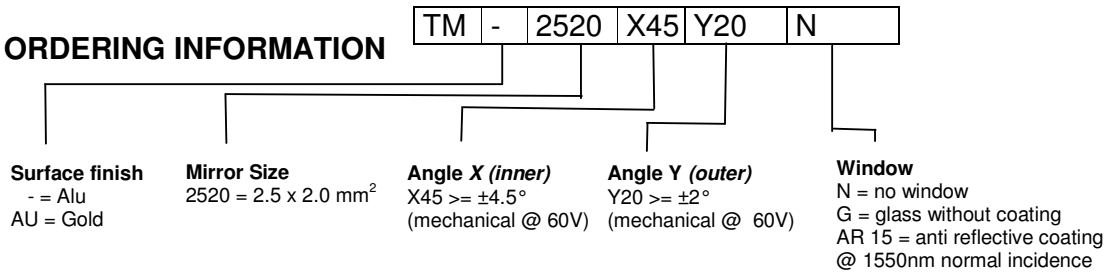 TM - 2520 X45 Y20 N
ORDERING INFORMATION
Surface finish
- = Alu
AU = Gold
Mirror Size
2520 = 2.5 x 2.0 mm²
Angle X (inner)
X45 >= ±4.5°
(mechanical @ 60V)
Angle Y (outer)
Y20 >= ±2°
(mechanical @ 60V)
Window
N = no window
G = glass without coating
AR 15 = anti reflective coating
@ 1550nm normal incidence